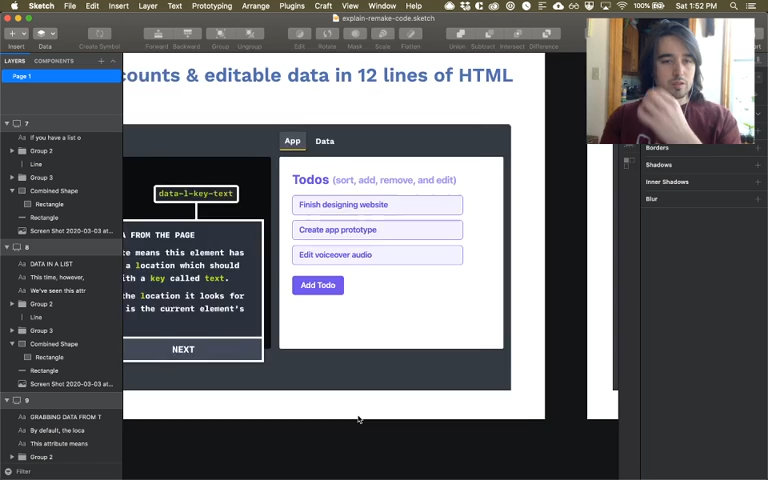 Sketch File Edit Insert Layer Text Prototyping Arrange Plugins Craft View Window Help 100% Sat 1:52 PM
explain-remake-code.sketch
Insert Data Create Symbol Forward Backward Group Ungroup Edit Rotate Mask Scale Flatten Union Subtract Intersect Difference
LAYERS COMPONENTS
Page 1
7
Aa If you have a list o
Group 2
Line
Group 3
Combined Shape
Rectangle
Rectangle
Screen Shot 2020-03-03 at...
8
Aa DATA IN A LIST
Aa This time, however,
Aa We've seen this attr
Group 2
Line
Group 3
Combined Shape
Rectangle
Rectangle
Screen Shot 2020-03-03 at...
9
Aa GRABBING DATA FROM T
Aa By default, the loca
Aa This attribute means
Group 2
Filter
counts & editable data in 12 lines of HTML
App Data
data-l-key-text
A FROM THE PAGE
te means this element has
a location which should
ith a key called text.
the location it looks for
is the current element's
NEXT
Todos (sort, add, remove, and edit)
Finish designing website
Create app prototype
Edit voiceover audio
Add Todo
Borders
Shadows
Inner Shadows
Blur